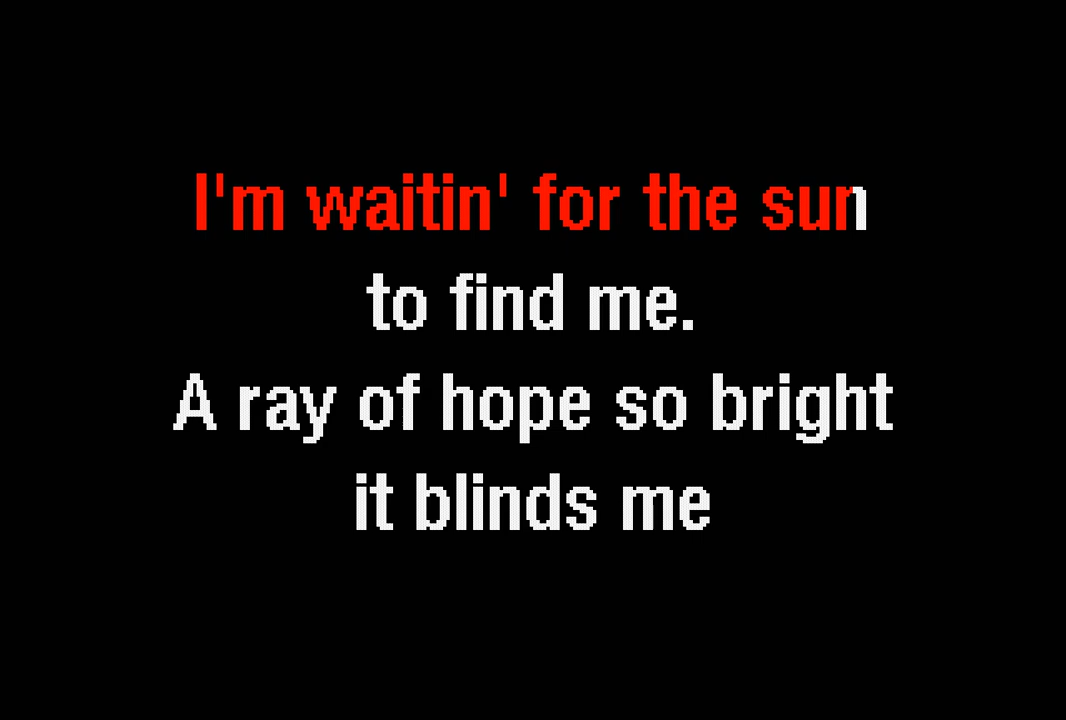 I'm waitin' for the sun
to find me.
A ray of hope so bright
it blinds me